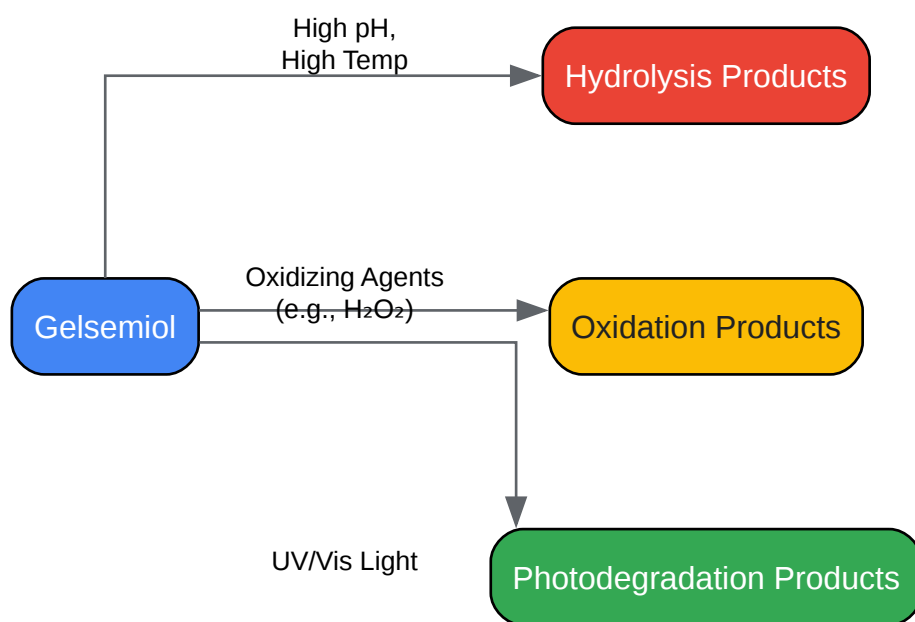 High pH,
High Temp
Hydrolysis Products
Oxidizing Agents
(e.g., H₂O₂)
Gelsemiol
Oxidation Products
UV/Vis Light
Photodegradation Products